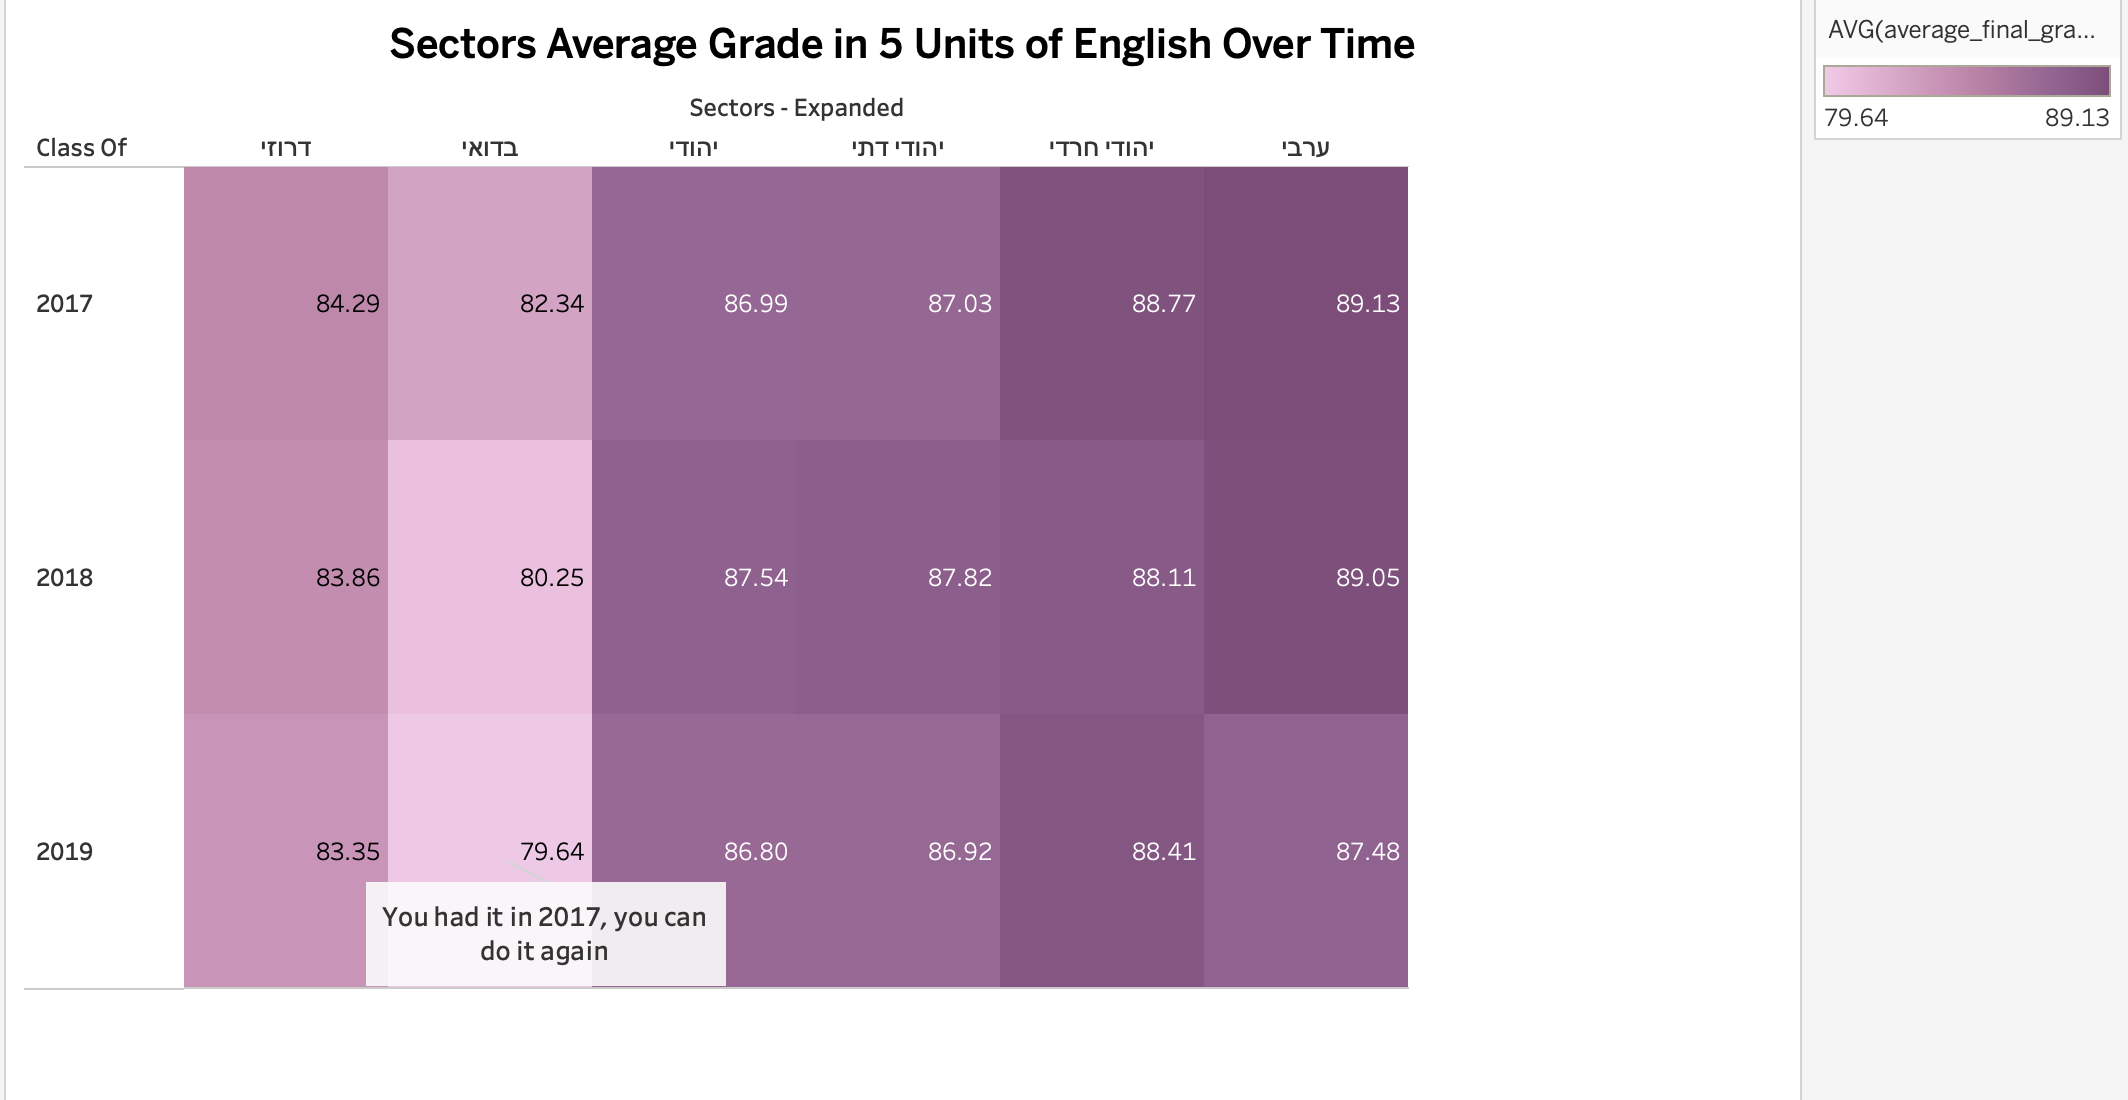 Sectors Average Grade in 5 Units of English Over Time
Sectors - Expanded
Class Of דרוזי בדואי יהודי יהודי דתי יהודי חרדי ערבי
2017 84.29 82.34 86.99 87.03 88.77 89.13
2018 83.86 80.25 87.54 87.82 88.11 89.05
2019 83.35 79.64 86.80 86.92 88.41 87.48
You had it in 2017, you can
do it again
AVG(average_final_gra...
79.64 89.13